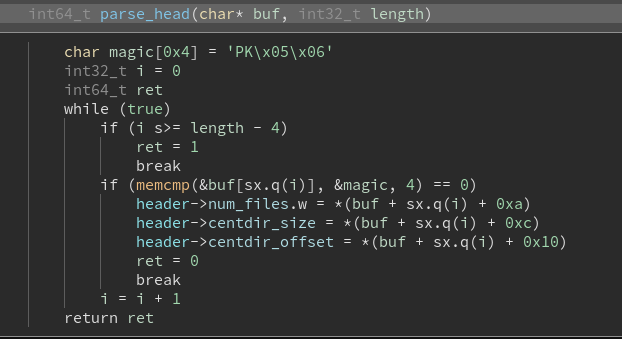 int64_t parse_head(char* buf, int32_t length)
char magic[0x4] = 'PK\x05\x06'
int32_t i = 0
int64_t ret
while (true)
if (i s>= length - 4)
ret = 1
break
if (memcmp(&buf[sx.q(i)], &magic, 4) == 0)
header->num_files.w = *(buf + sx.q(i) + 0xa)
header->centdir_size = *(buf + sx.q(i) + 0xc)
header->centdir_offset = *(buf + sx.q(i) + 0x10)
ret = 0
break
i = i + 1
return ret